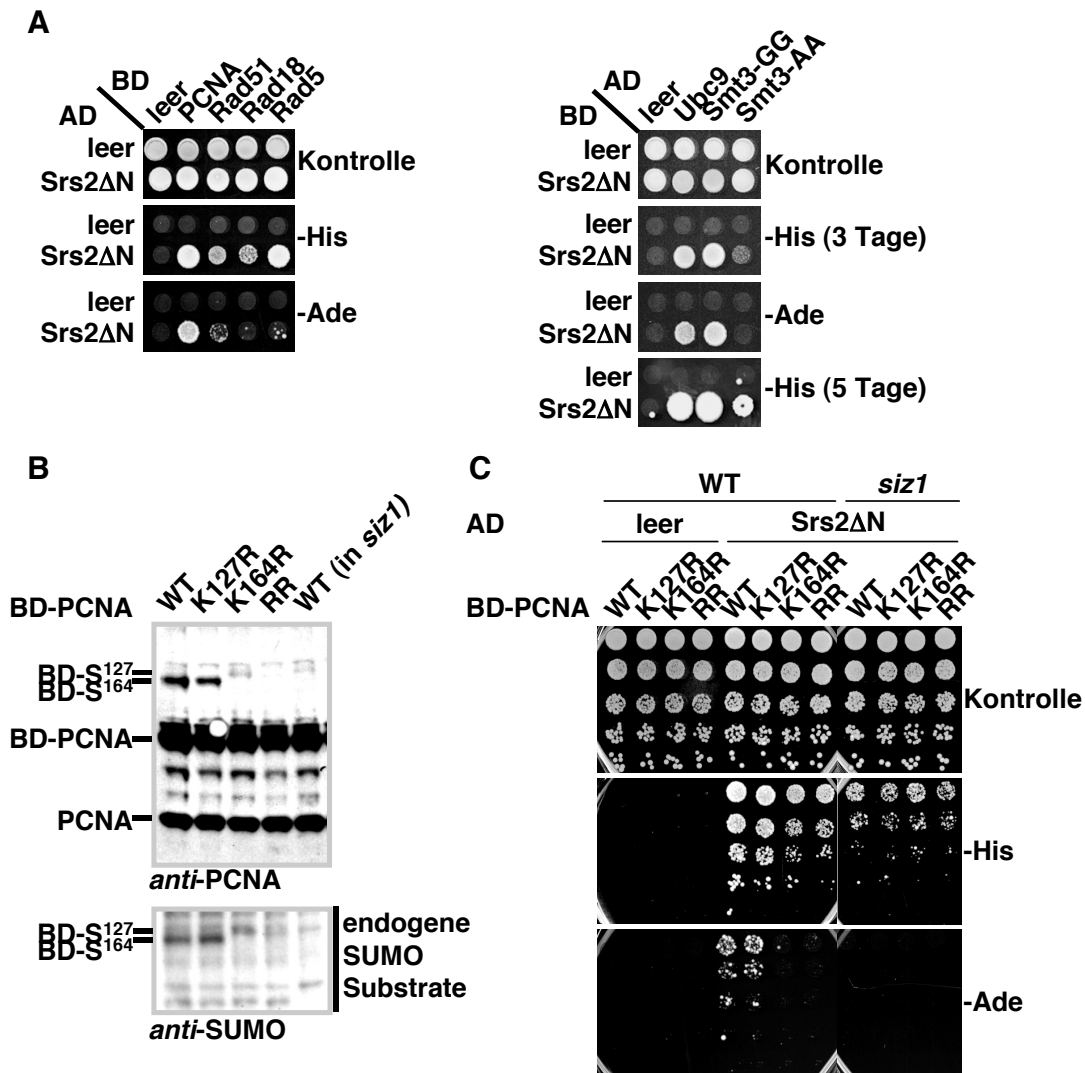 A
BD
AD
leer
PCNA
Rad51
Rad18
Rad5
leer
Srs2ΔN
Kontrolle
leer
Srs2ΔN
-His
leer
Srs2ΔN
-Ade
AD
BD
leer
Ubc9
Smt3-GG
Smt3-AA
leer
Srs2ΔN
Kontrolle
leer
Srs2ΔN
-His (3 Tage)
leer
Srs2ΔN
-Ade
leer
Srs2ΔN
-His (5 Tage)
B
BD-PCNA
WT
K127R
K164R
RR
WT (in siz1)
BD-S¹²⁷
BD-S¹⁶⁴
BD-PCNA
PCNA
anti-PCNA
BD-S¹²⁷
BD-S¹⁶⁴
endogene
SUMO
Substrate
anti-SUMO
C
WT siz1
AD leer Srs2ΔN
BD-PCNA
WT
K127R
K164R
RR
WT
K127R
K164R
RR
WT
K127R
K164R
RR
Kontrolle
-His
-Ade